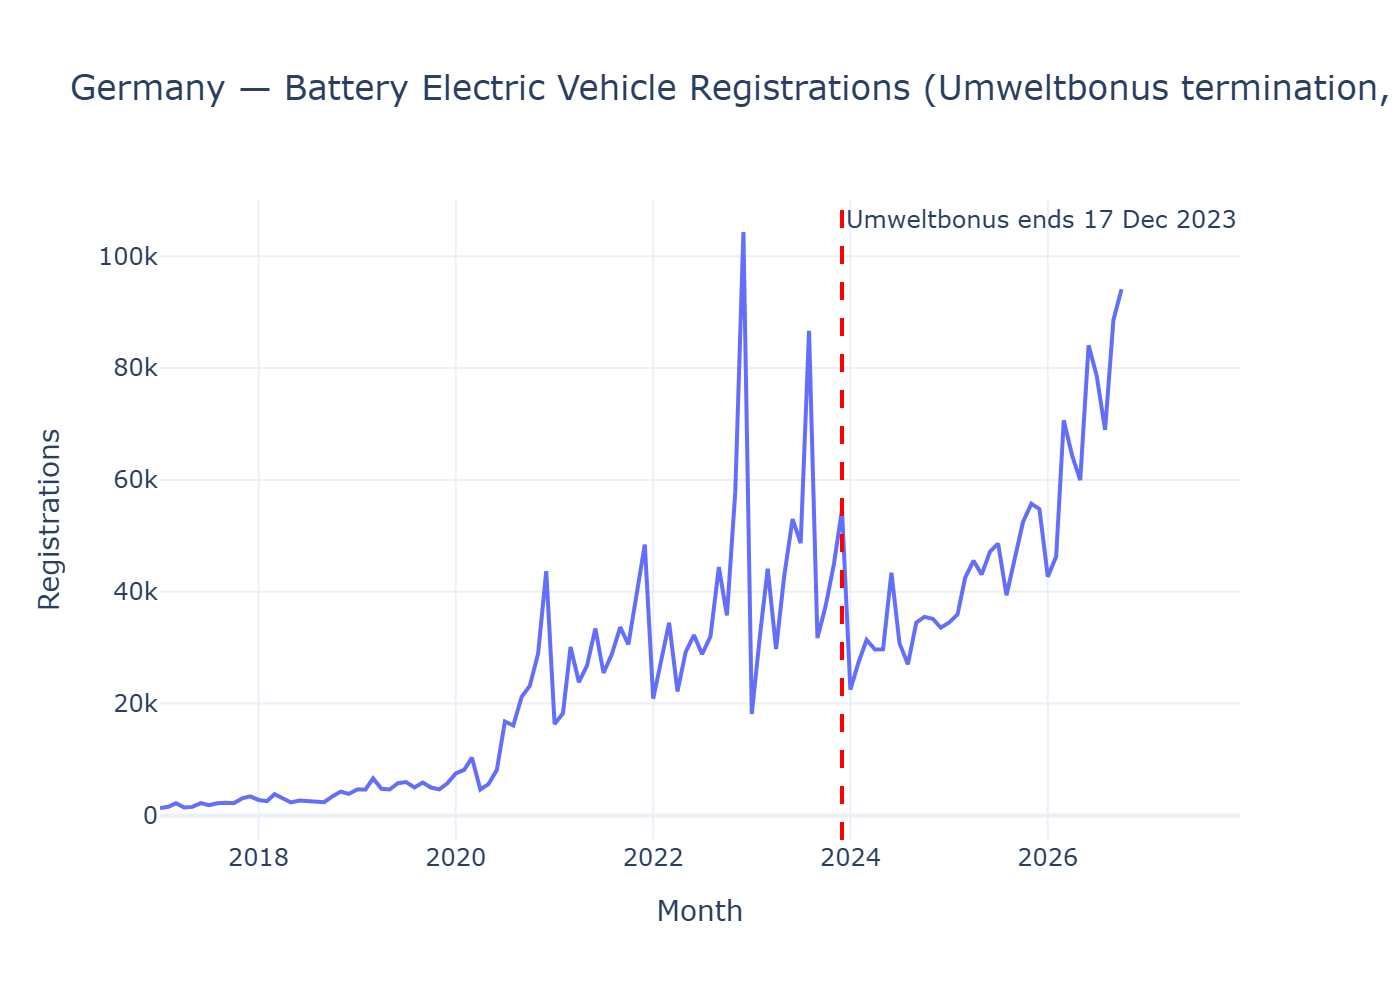 Germany — Battery Electric Vehicle Registrations (Umweltbonus termination,
Umweltbonus ends 17 Dec 2023
100k
80k
60k
40k
20k
0
Registrations
2018 2020 2022 2024 2026
Month